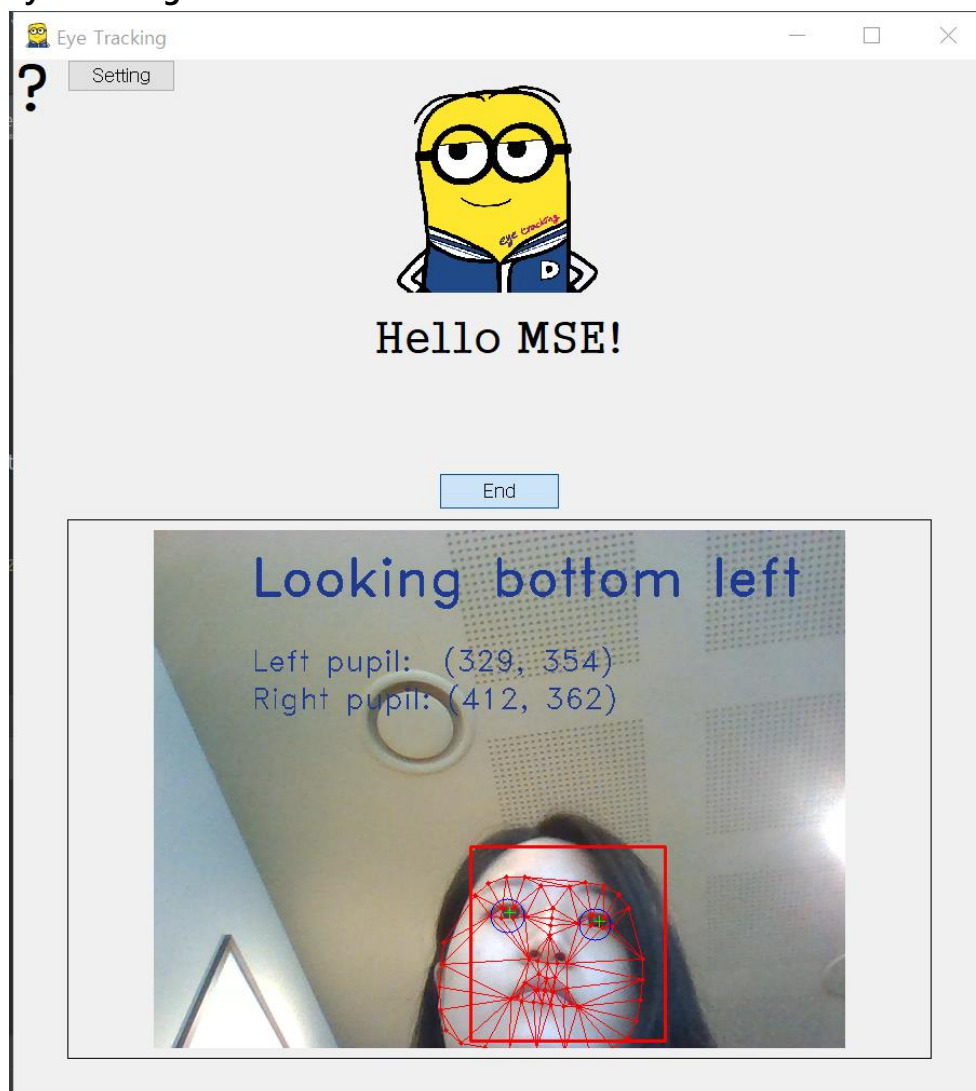 Eye Tracking
?
Setting
eye tracking
D
Hello MSE!
End
Looking bottom left
Left pupil: (329, 354)
Right pupil: (412, 362)